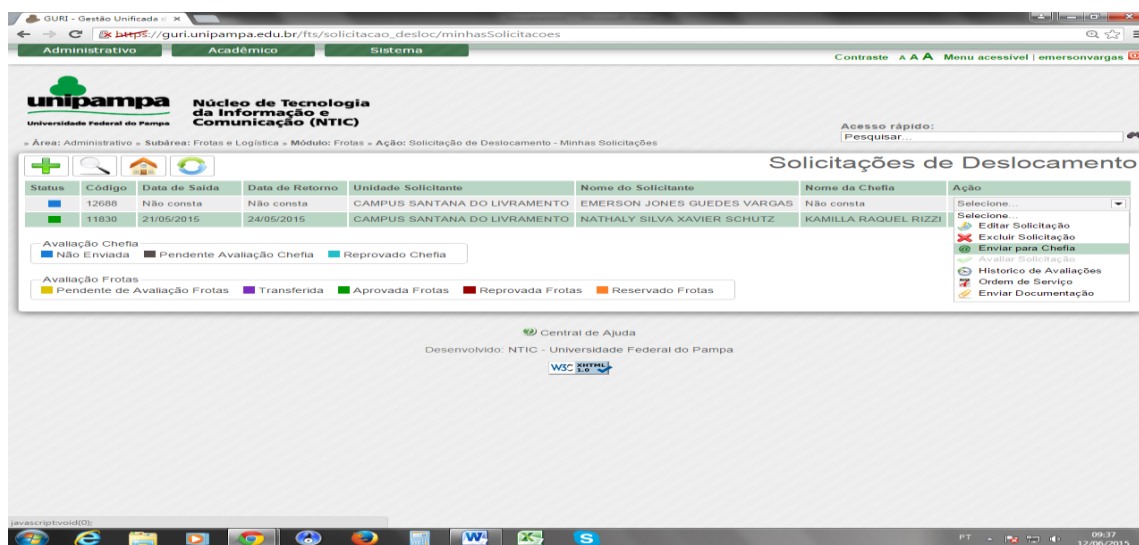 GURI - Gestão Unificada
https://guri.unipampa.edu.br/fts/solicitacao_desloc/minhasSolicitacoes
Administrativo Acadêmico Sistema
Contraste A A A Menu acessível | emersonvargas
unipampa
Universidade Federal do Pampa
Núcleo de Tecnologia
da Informação e
Comunicação (NTIC)
Acesso rápido:
Pesquisar...
» Área: Administrativo » Subárea: Frotas e Logística » Módulo: Frotas » Ação: Solicitação de Deslocamento - Minhas Solicitações
Solicitações de Deslocamento
Status Código Data de Saída Data de Retorno Unidade Solicitante Nome do Solicitante Nome da Chefia Ação
12688 Não consta Não consta CAMPUS SANTANA DO LIVRAMENTO EMERSON JONES GUEDES VARGAS Não consta Selecione...
11830 21/05/2015 24/05/2015 CAMPUS SANTANA DO LIVRAMENTO NATHALY SILVA XAVIER SCHUTZ KAMILLA RAQUEL RIZZI
Selecione...
Editar Solicitação
Excluir Solicitação
Enviar para Chefia
Avaliar Solicitação
Historico de Avaliações
Ordem de Serviço
Enviar Documentação
Avaliação Chefia
Não Enviada Pendente Avaliação Chefia Reprovado Chefia
Avaliação Frotas
Pendente de Avaliação Frotas Transferida Aprovada Frotas Reprovada Frotas Reservado Frotas
Central de Ajuda
Desenvolvido: NTIC - Universidade Federal do Pampa
W3C XHTML 1.0
javascript:void(0);
PT 09:37
12/06/2015